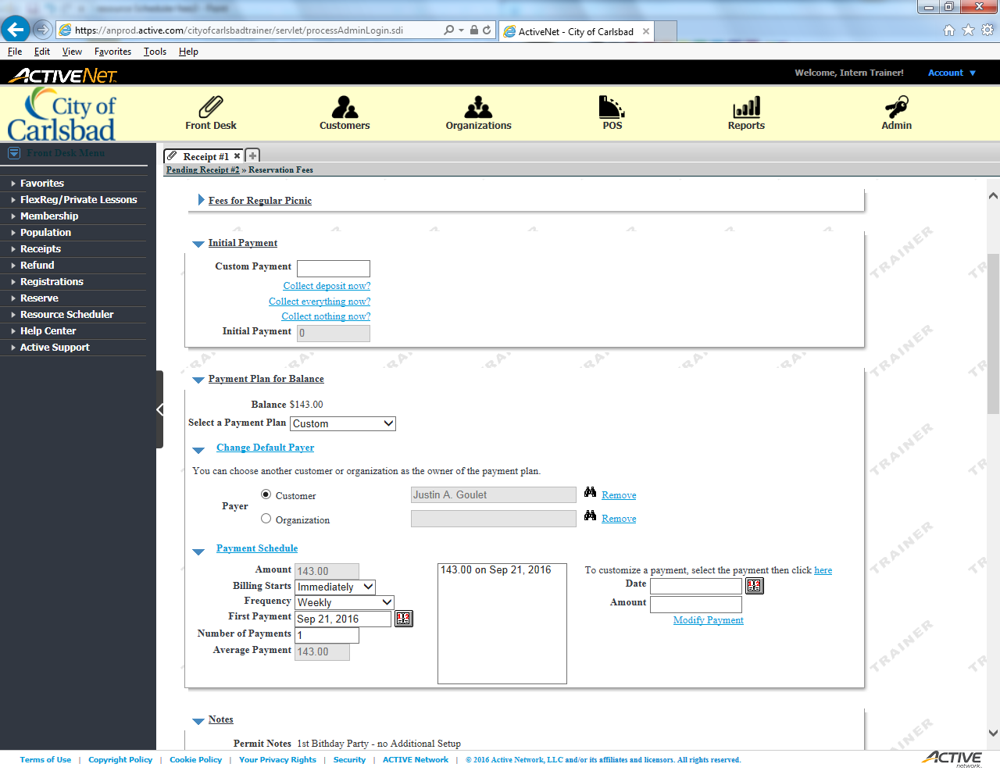 https://anprod.active.com/cityofcarlsbadtrainer/servlet/processAdminLogin.sdi
ActiveNet - City of Carlsbad
File Edit View Favorites Tools Help
ACTIVENET
Welcome, Intern Trainer! Account
City of
Carlsbad
Front Desk Customers Organizations POS Reports Admin
Front Desk Menu
Favorites
FlexReg/Private Lessons
Membership
Population
Receipts
Refund
Registrations
Reserve
Resource Scheduler
Help Center
Active Support
Receipt #1
Pending Receipt #2 » Reservation Fees
Fees for Regular Picnic
Initial Payment
Custom Payment
Collect deposit now?
Collect everything now?
Collect nothing now?
Initial Payment 0
Payment Plan for Balance
Balance $143.00
Select a Payment Plan Custom
Change Default Payer
You can choose another customer or organization as the owner of the payment plan.
Payer
Customer Justin A. Goulet Remove
Organization Remove
Payment Schedule
Amount 143.00
Billing Starts Immediately
Frequency Weekly
First Payment Sep 21, 2016
Number of Payments 1
Average Payment 143.00
143.00 on Sep 21, 2016
To customize a payment, select the payment then click here
Date
Amount
Modify Payment
Notes
Permit Notes 1st Bithday Party - no Additional Setup
TRAINER
TRAINER
TRAINER
TRAINER
TRAINER
TRAINER
Terms of Use | Copyright Policy | Cookie Policy | Your Privacy Rights | Security | ACTIVE Network | © 2016 Active Network, LLC and/or its affiliates and licensors. All rights reserved.
ACTIVE
network